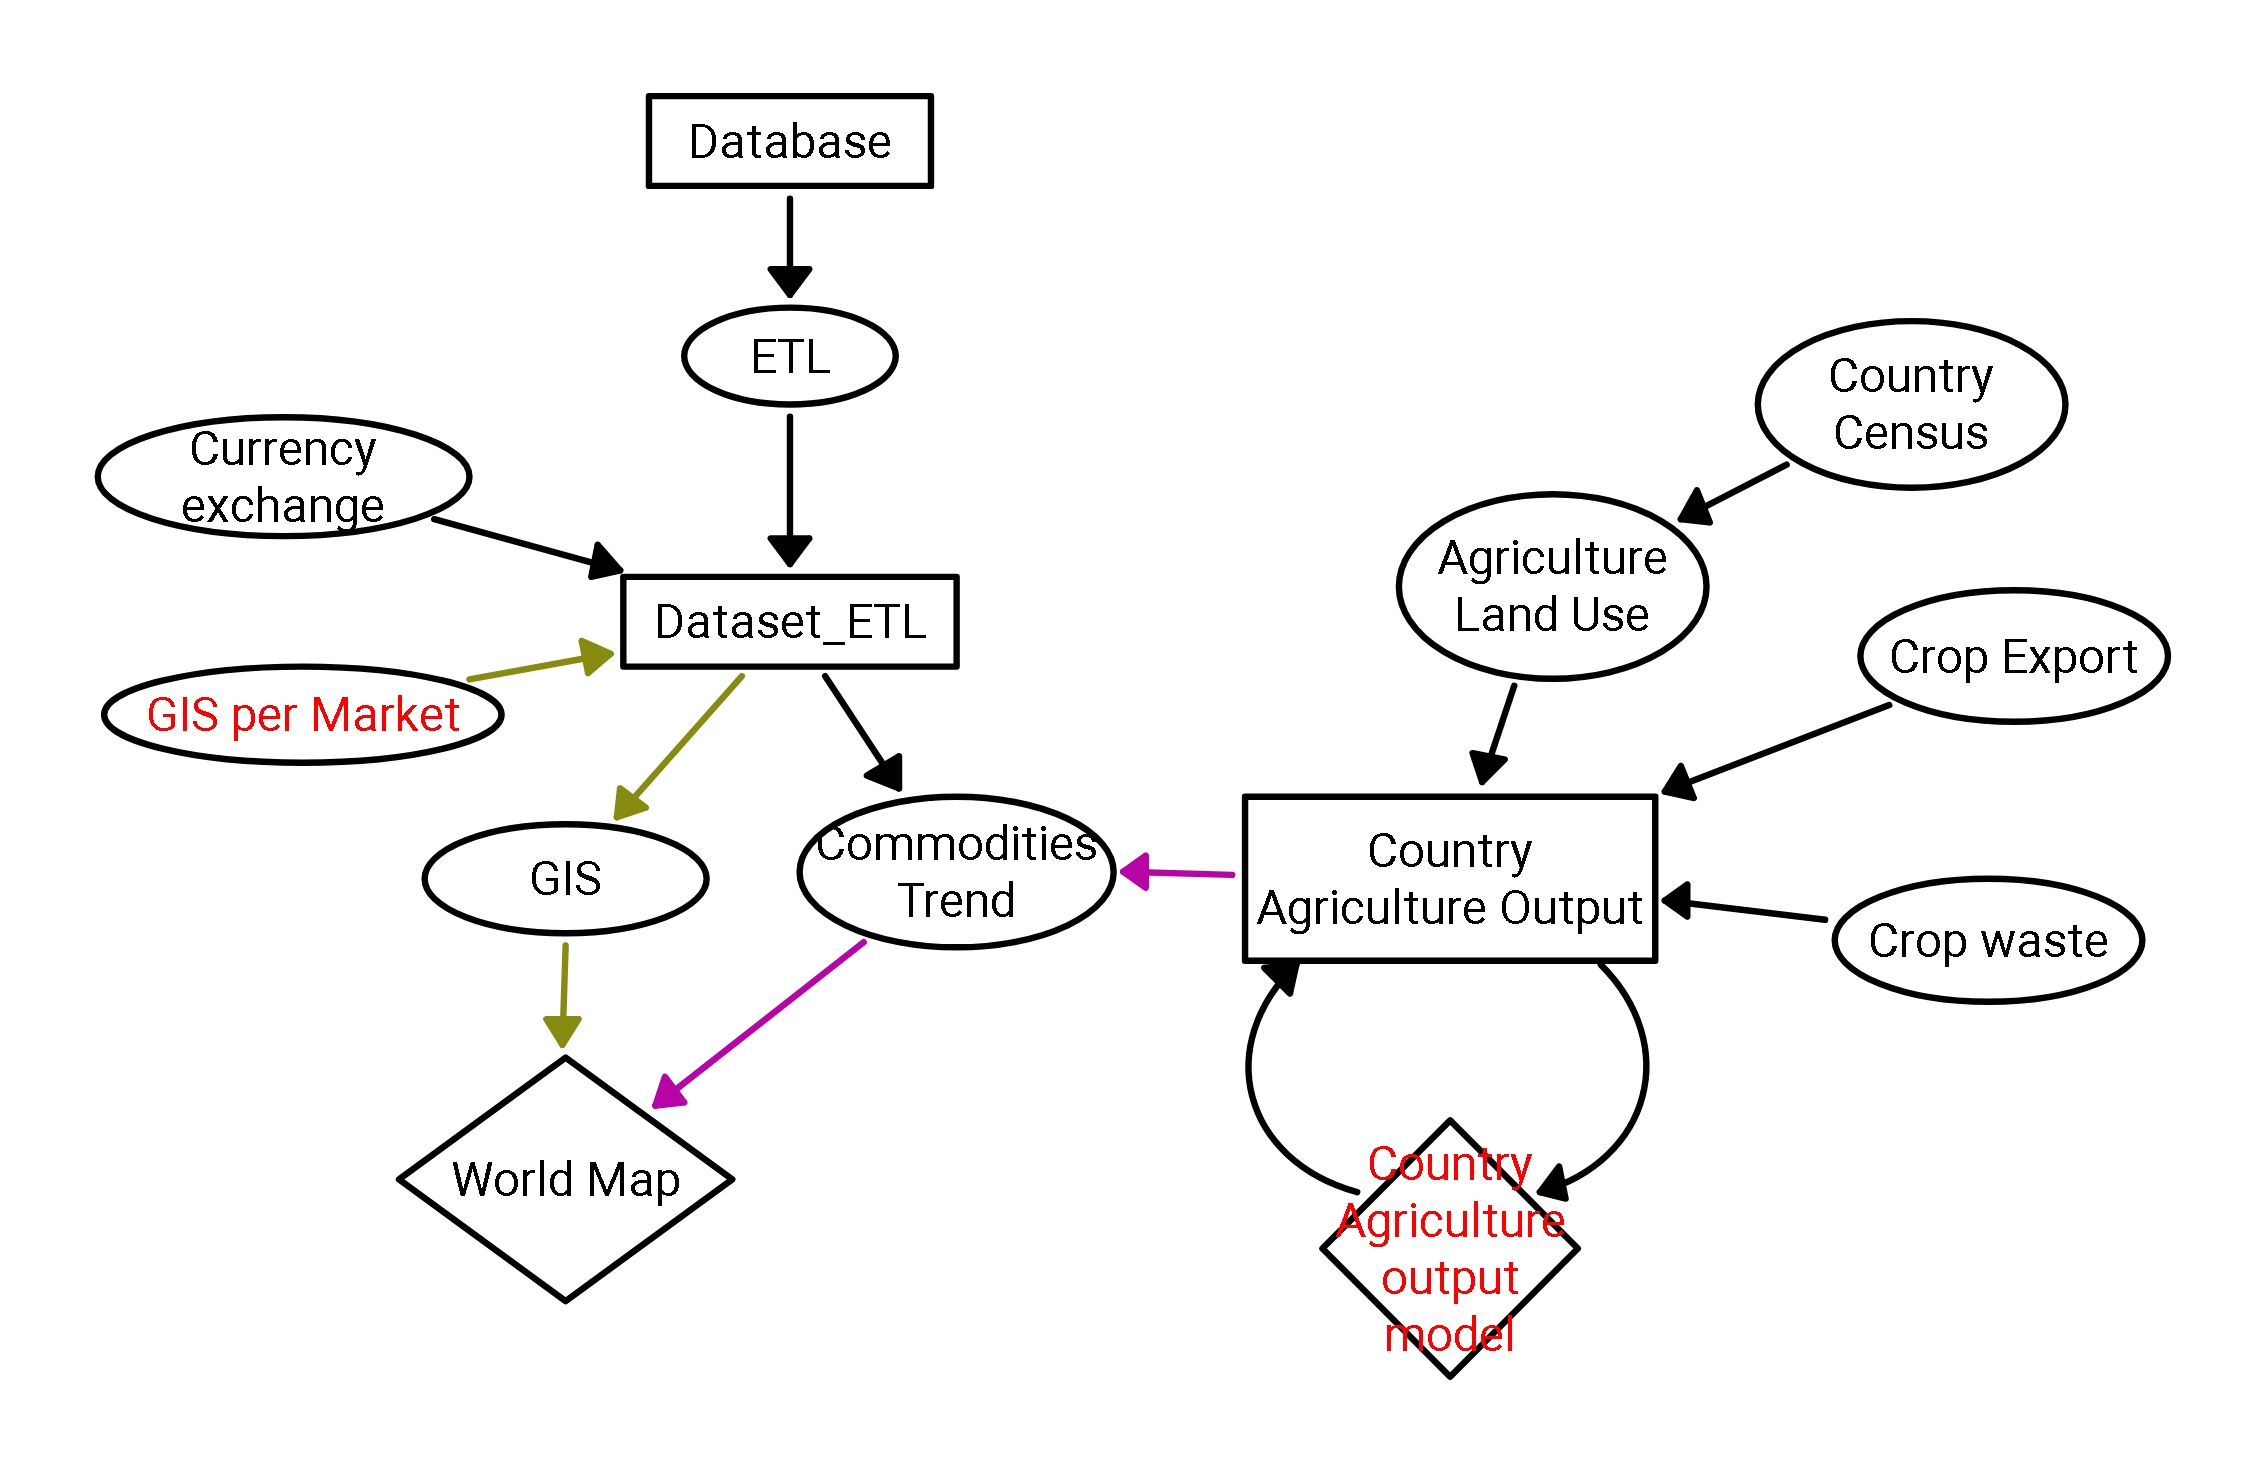 Database
ETL
Country
Census
Currency
exchange
Agriculture
Land Use
Dataset_ETL
Crop Export
GIS per Market
Commodities
Trend
GIS
Country
Agriculture Output
Crop waste
World Map
Country
Agriculture
output
model